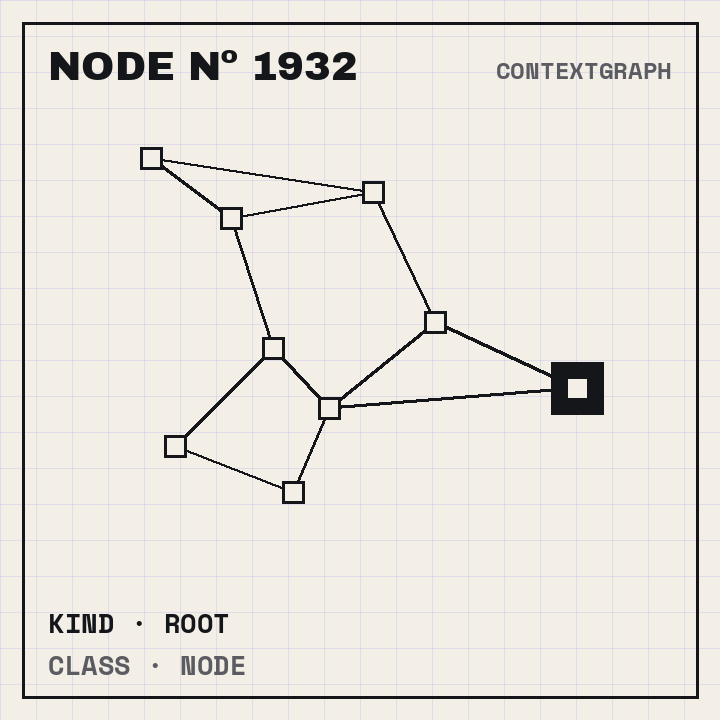 NODE Nº 1932
CONTEXTGRAPH
KIND · ROOT
CLASS · NODE